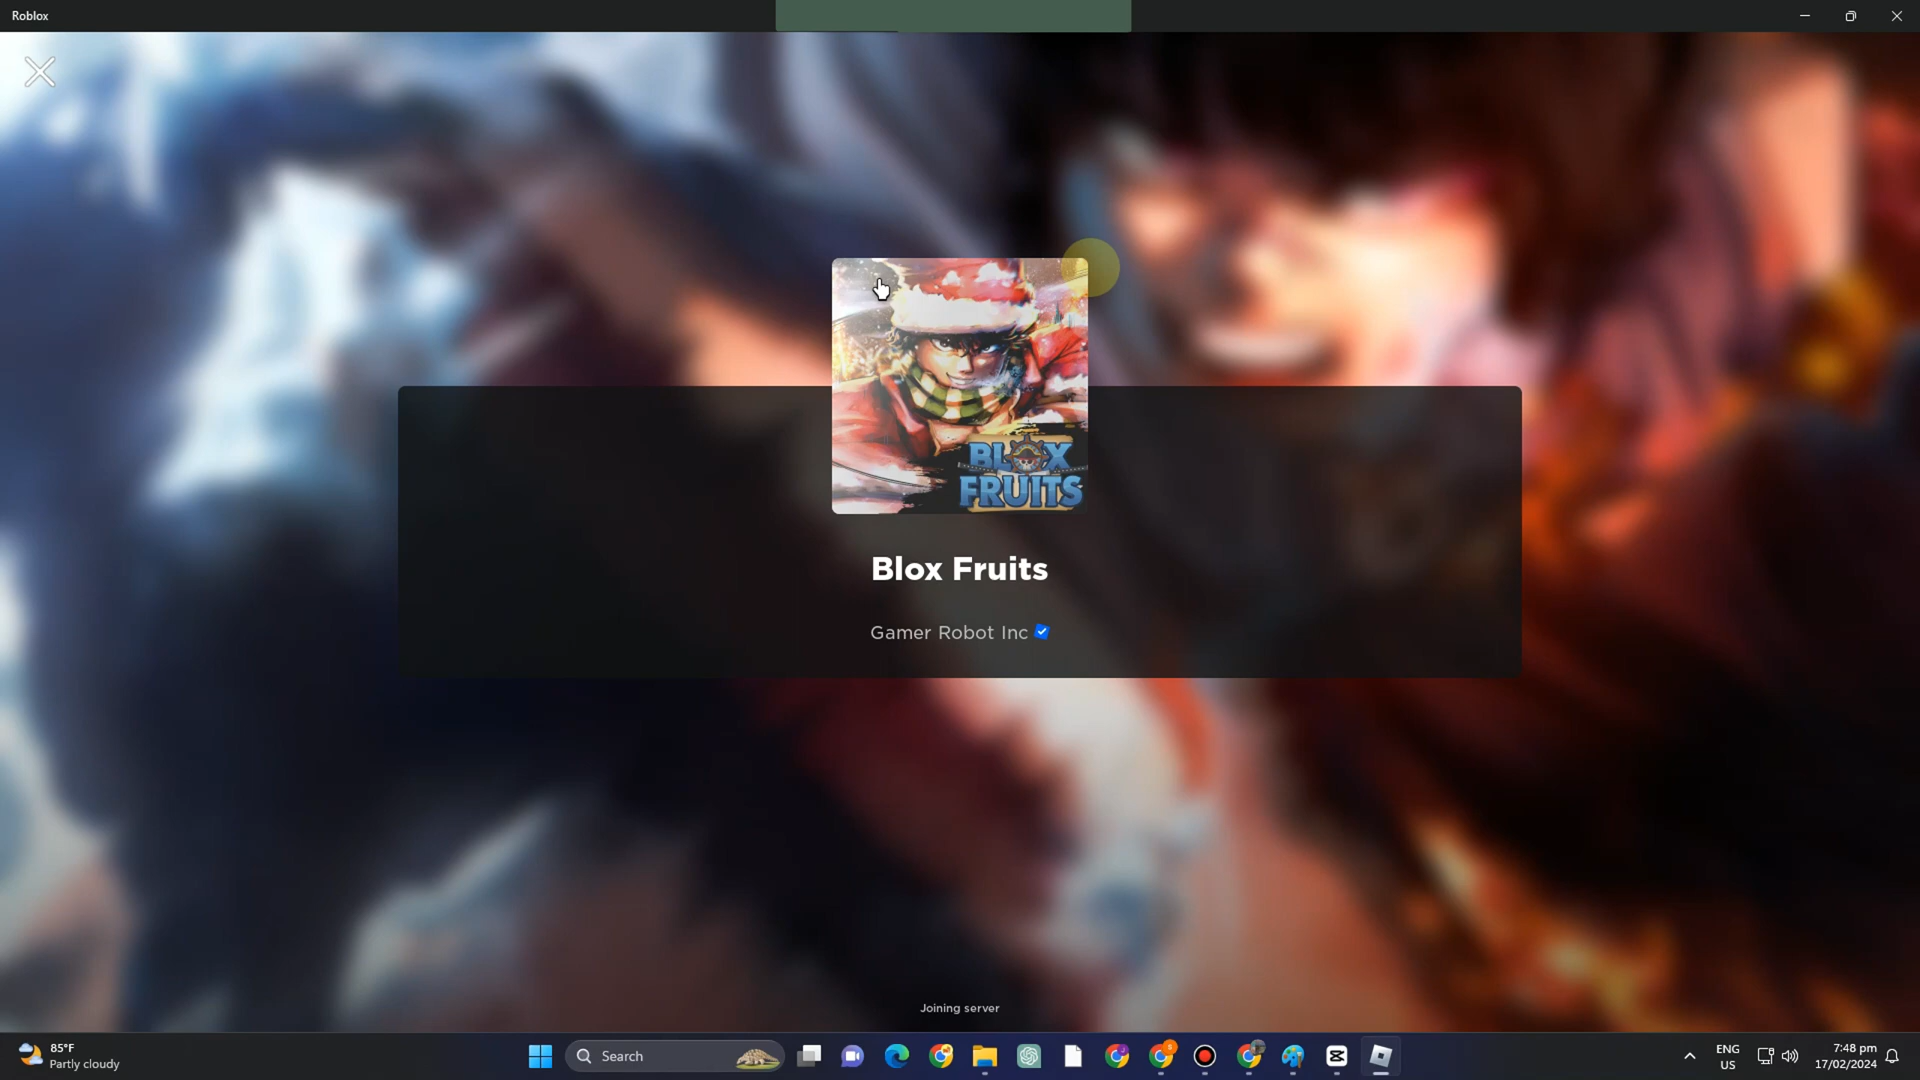 Roblox
BLOX
FRUITS
Blox Fruits
Gamer Robot Inc
Joining server
85°F
Partly cloudy
Search
ENG
US
7:48 pm
17/02/2024